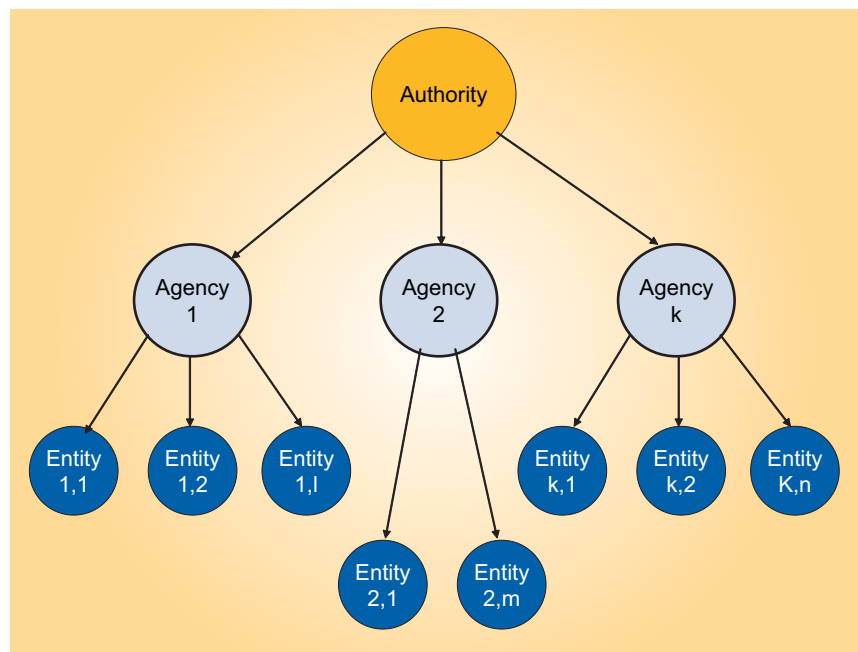 Authority
Agency
1
Agency
2
Agency
k
Entity
1,1
Entity
1,2
Entity
1,l
Entity
k,1
Entity
k,2
Entity
K,n
Entity
2,1
Entity
2,m